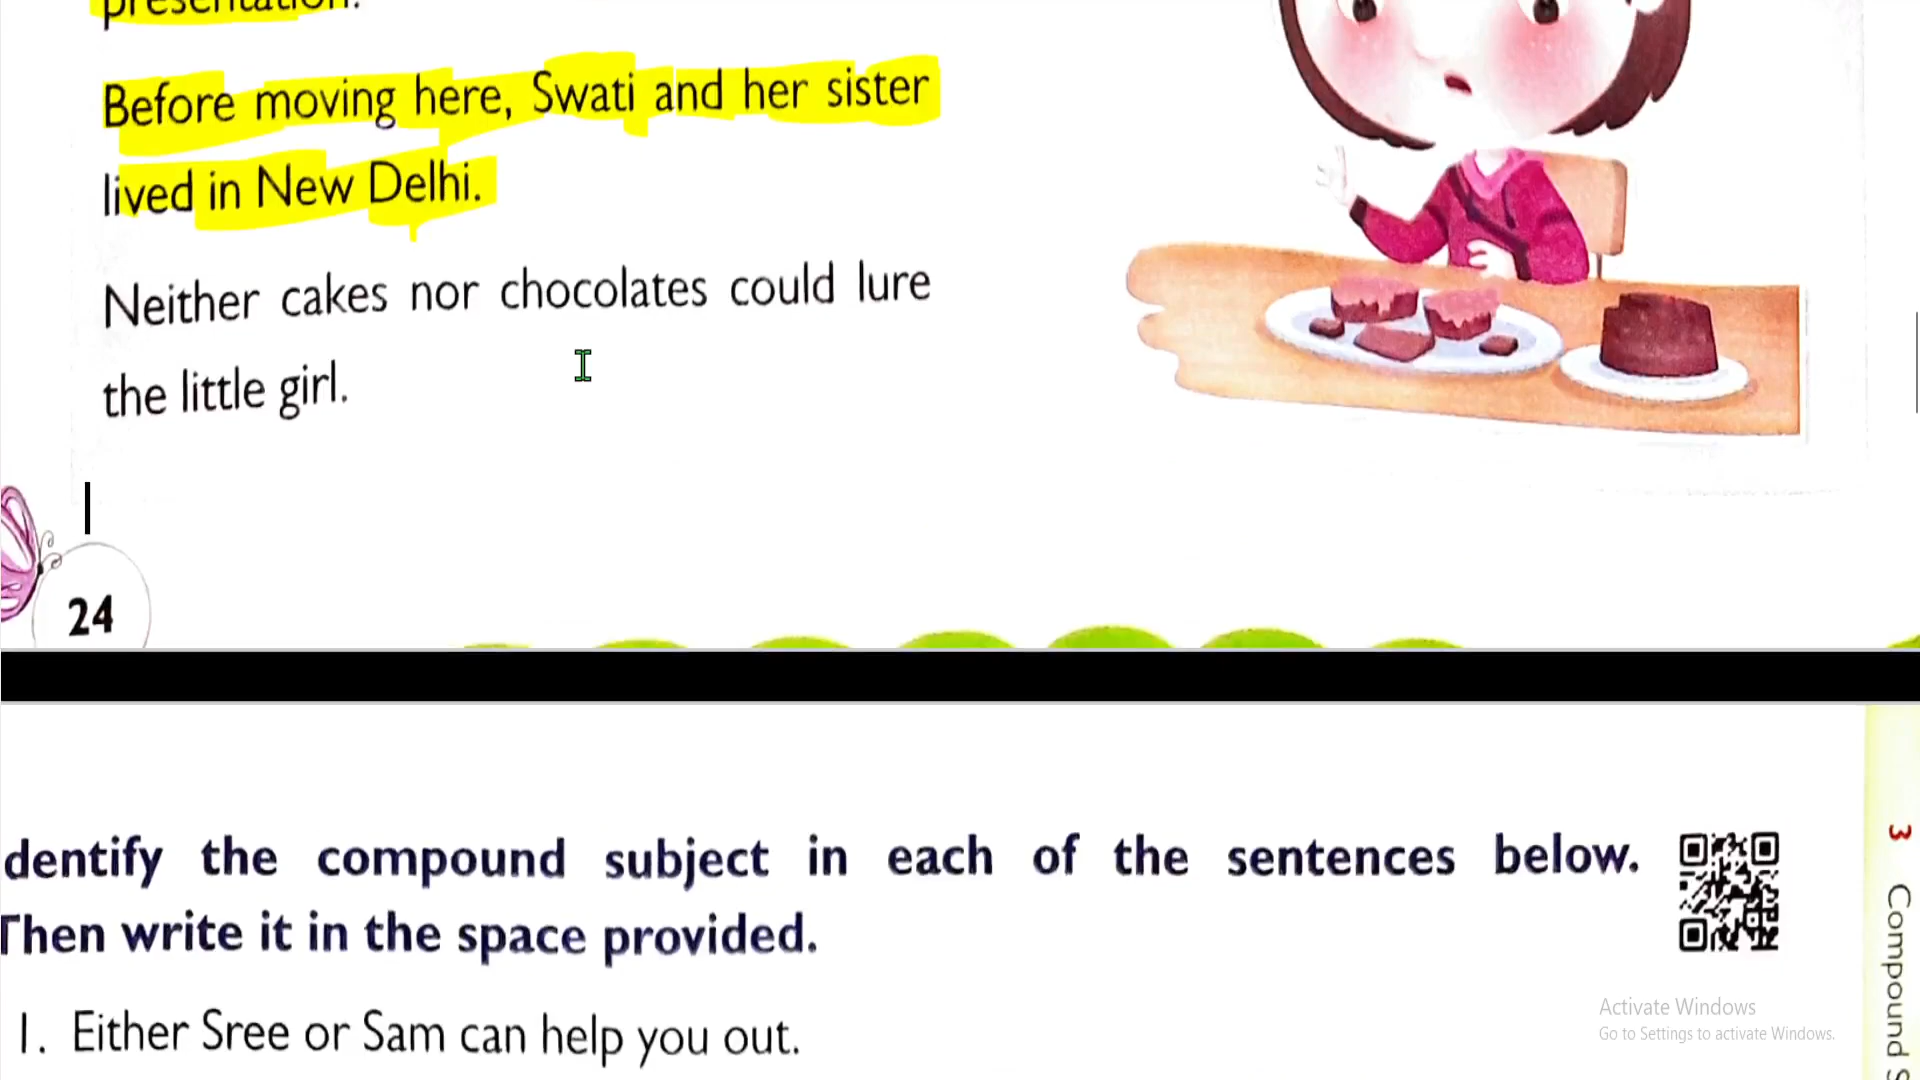 presentation.
Before moving here, Swati and her sister
lived in New Delhi.
Neither cakes nor chocolates could lure
the little girl.
24
dentify the compound subject in each of the sentences below.
Then write it in the space provided.
1. Either Sree or Sam can help you out.
3 Compound S
Activate Windows
Go to Settings to activate Windows.